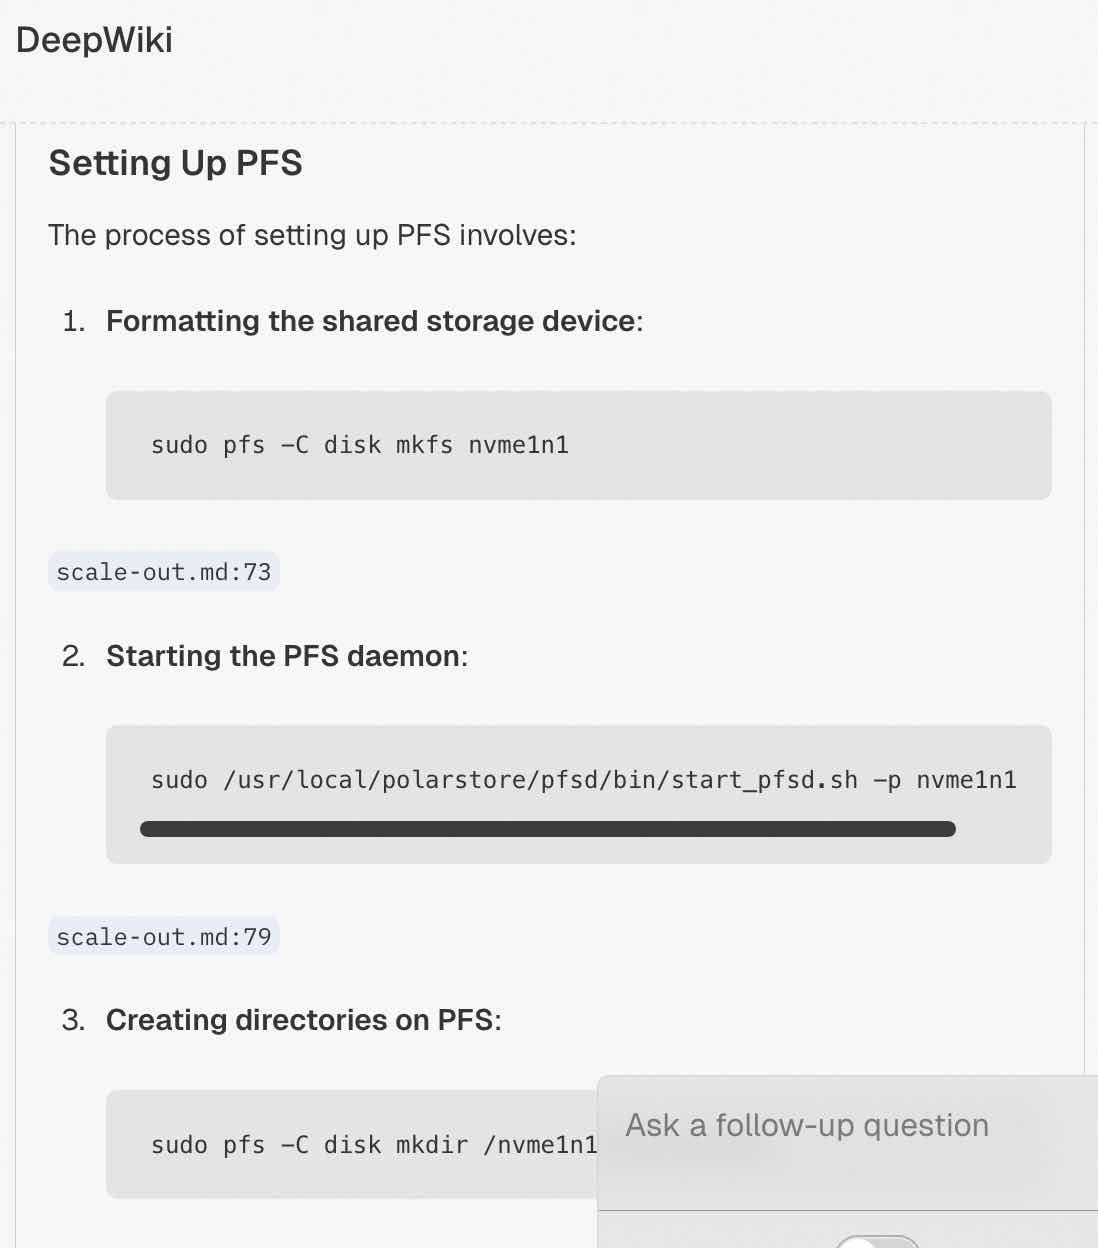 DeepWiki
Setting Up PFS
The process of setting up PFS involves:
1. Formatting the shared storage device:
sudo pfs -C disk mkfs nvme1n1
scale-out.md:73
2. Starting the PFS daemon:
sudo /usr/local/polarstore/pfsd/bin/start_pfsd.sh -p nvme1n1
scale-out.md:79
3. Creating directories on PFS:
sudo pfs -C disk mkdir /nvme1n1
Ask a follow-up question